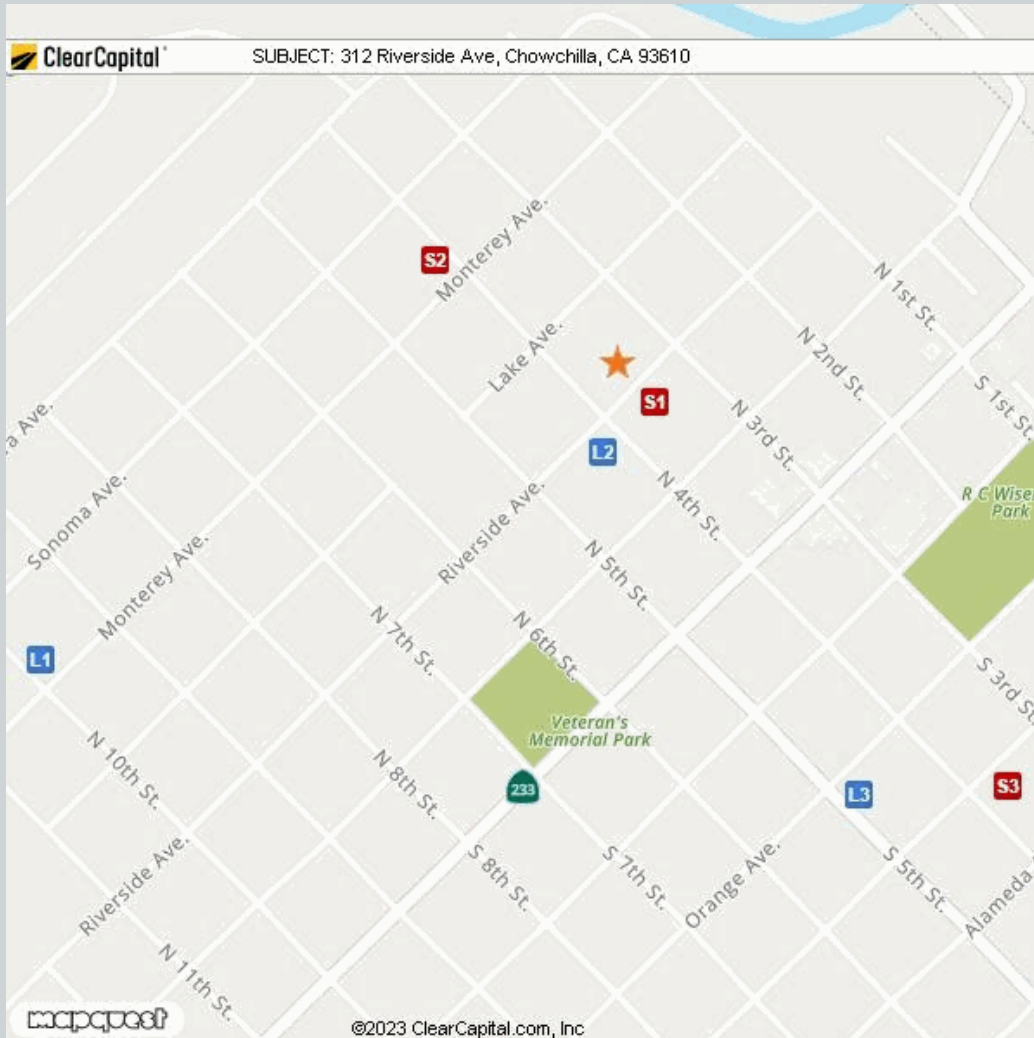 ClearCapital
SUBJECT: 312 Riverside Ave, Chowchilla, CA 93610
Monterey Ave.
S2
N 1st St.
Lake Ave.
N 2nd St.
S 1st St.
S1
N 3rd St.
a Ave.
L2
Sonoma Ave.
N 4th St.
R C Wise
Park
Riverside Ave.
Monterey Ave.
N 5th St.
N 7th St.
N 6th St.
L1
S 3rd St
Veteran's
Memorial Park
N 10th St.
N 8th St.
233
L3
S3
Riverside Ave.
S 8th St.
S 7th St.
Orange Ave.
S 5th St.
Alameda
N 11th St.
mapquest
©2023 ClearCapital.com, Inc